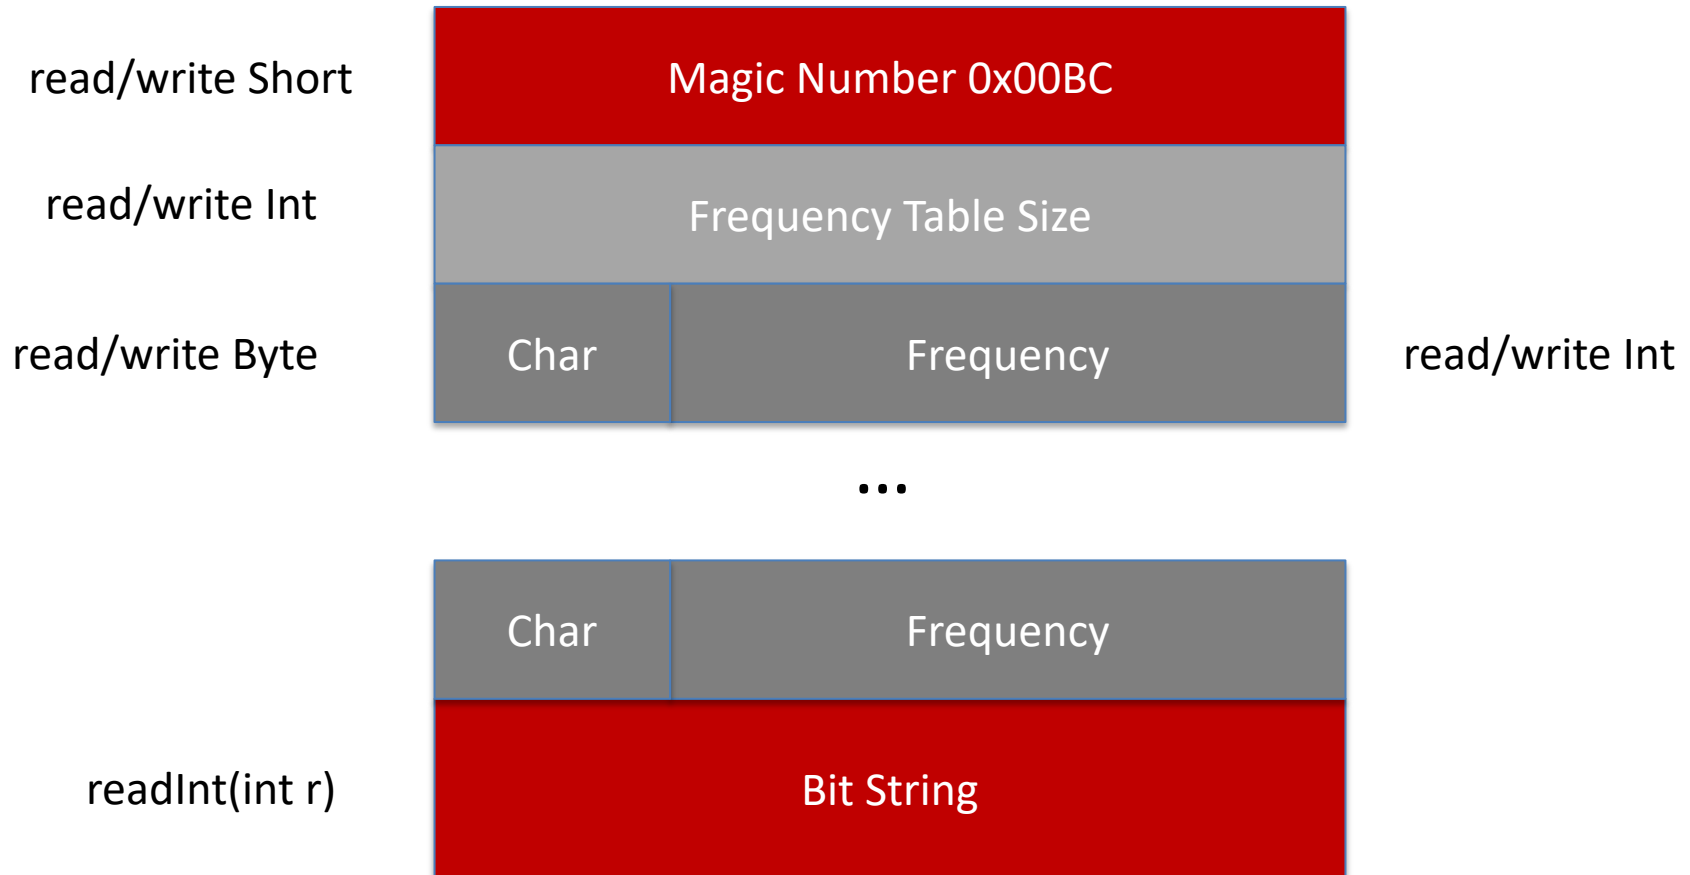 read/write Short
Magic Number 0x00BC
read/write Int
Frequency Table Size
read/write Byte
Char
Frequency
read/write Int
...
Char
Frequency
readInt(int r)
Bit String